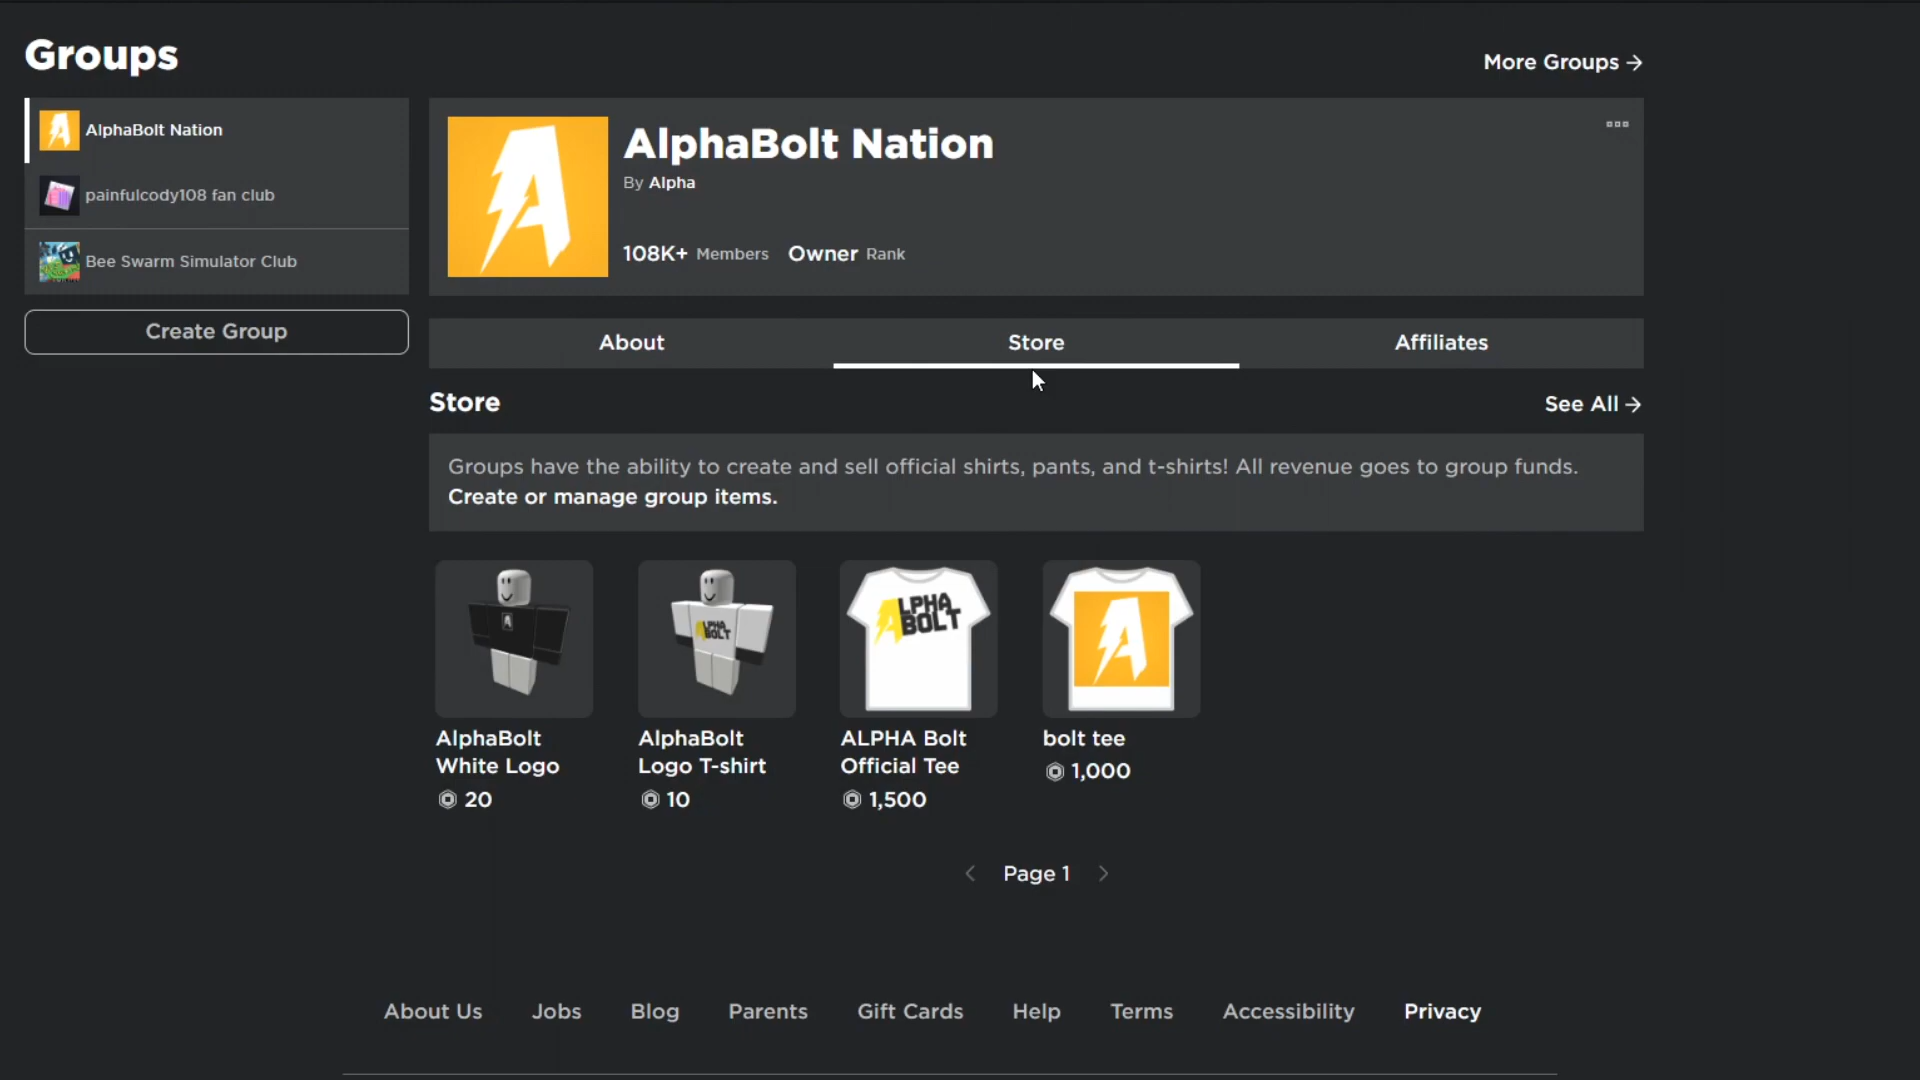 Groups
More Groups →
AlphaBolt Nation
painfulcody108 fan club
Bee Swarm Simulator Club
Create Group
AlphaBolt Nation
By Alpha
108K+ Members Owner Rank
About Store Affiliates
Store
See All →
Groups have the ability to create and sell official shirts, pants, and t-shirts! All revenue goes to group funds.
Create or manage group items.
ALPHA
BOLT
ALPHA
BOLT
A
AlphaBolt
White Logo
20
AlphaBolt
Logo T-shirt
10
ALPHA Bolt
Official Tee
1,500
bolt tee
1,000
Page 1
About Us Jobs Blog Parents Gift Cards Help Terms Accessibility Privacy